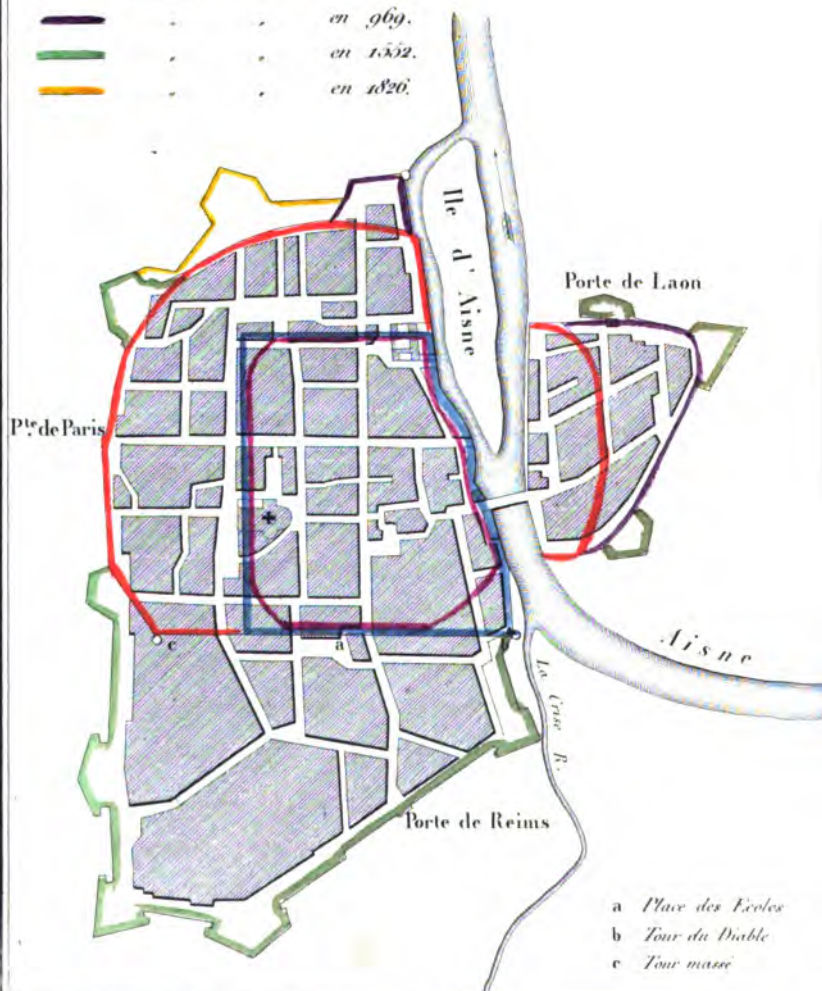 " " en 969.
" " en 1552.
" " en 1826.
Ile d'Aisne
Porte de Laon
Pte. de Paris
c
a
Aisne
La Crise R.
Porte de Reims
a Place des Ecoles
b Tour du Diable
c Tour massé